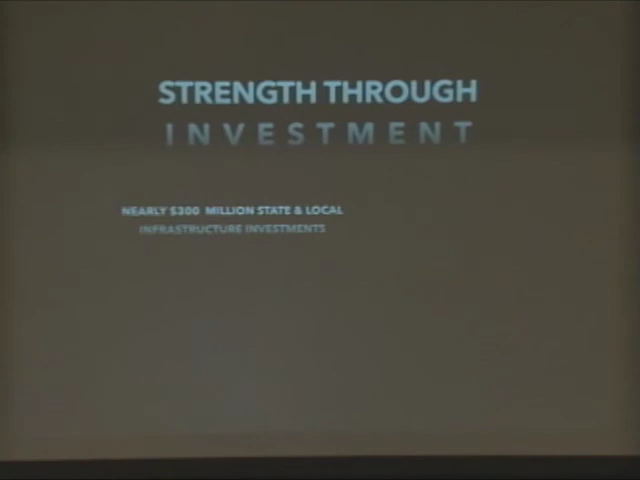 STRENGTH THROUGH
INVESTMENT
NEARLY $300 MILLION STATE & LOCAL
INFRASTRUCTURE INVESTMENTS